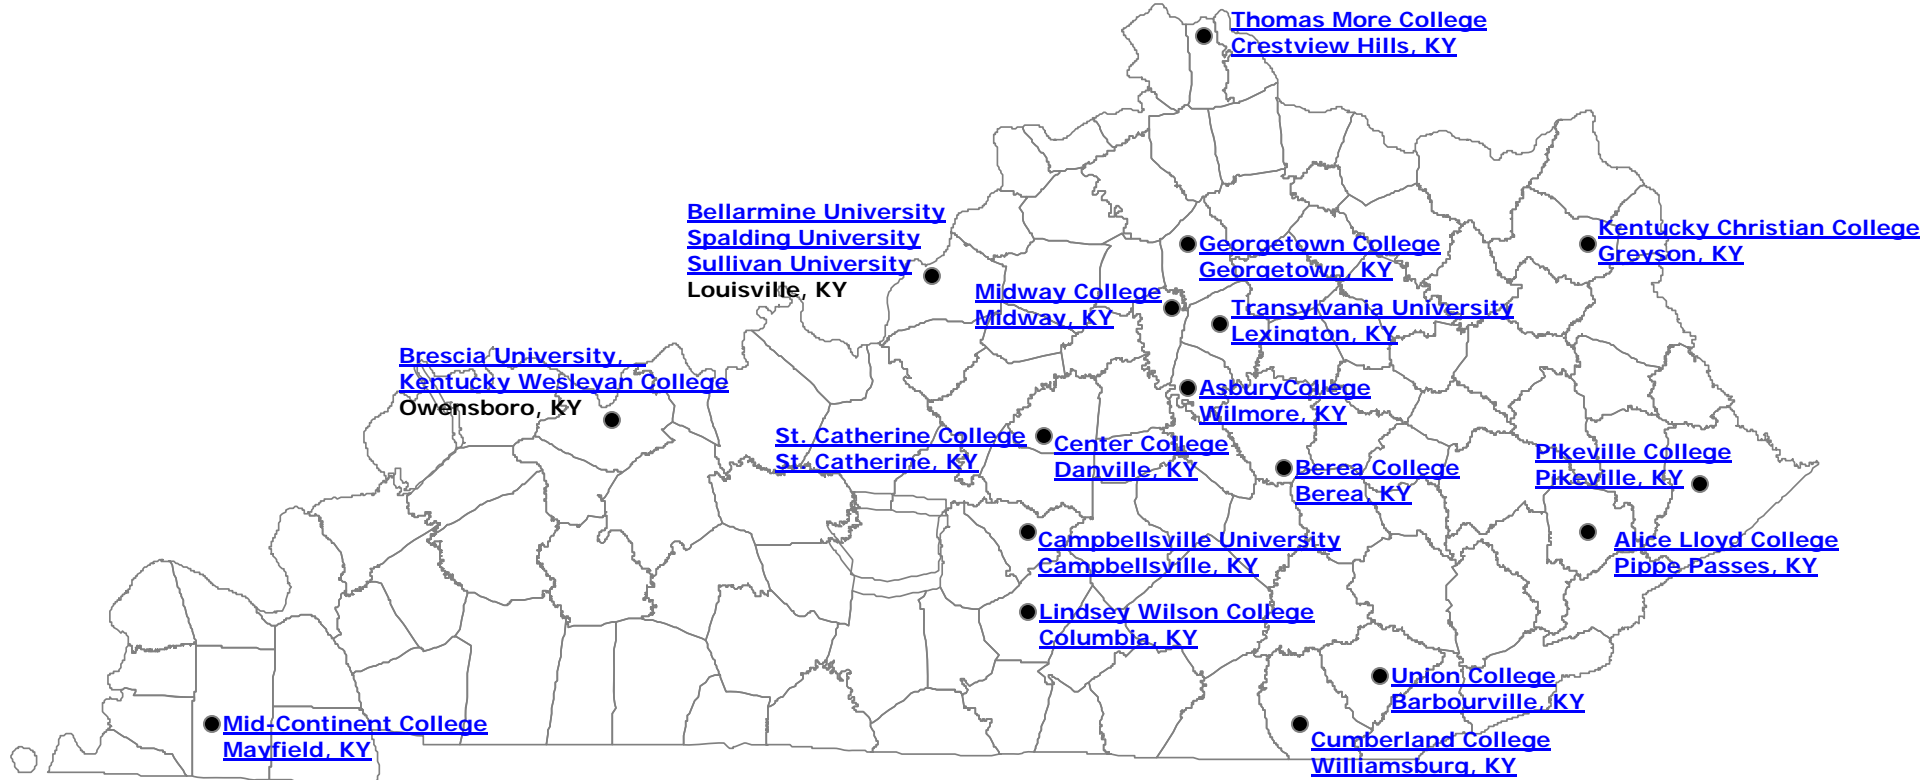 Thomas More College
Crestview Hills, KY
Bellarmine University
Spalding University
Sullivan University
Louisville, KY
Kentucky Christian College
Greyson, KY
Georgetown College
Georgetown, KY
Midway College
Midway, KY
Transylvania University
Lexington, KY
Brescia University,
Kentucky Wesleyan College
Owensboro, KY
AsburyCollege
Wilmore, KY
St. Catherine College
St. Catherine, KY
Center College
Danville, KY
Berea College
Berea, KY
Pikeville College
Pikeville, KY
Campbellsville University
Campbellsville, KY
Alice Lloyd College
Pippe Passes, KY
Lindsey Wilson College
Columbia, KY
Union College
Barbourville, KY
Mid-Continent College
Mayfield, KY
Cumberland College
Williamsburg, KY